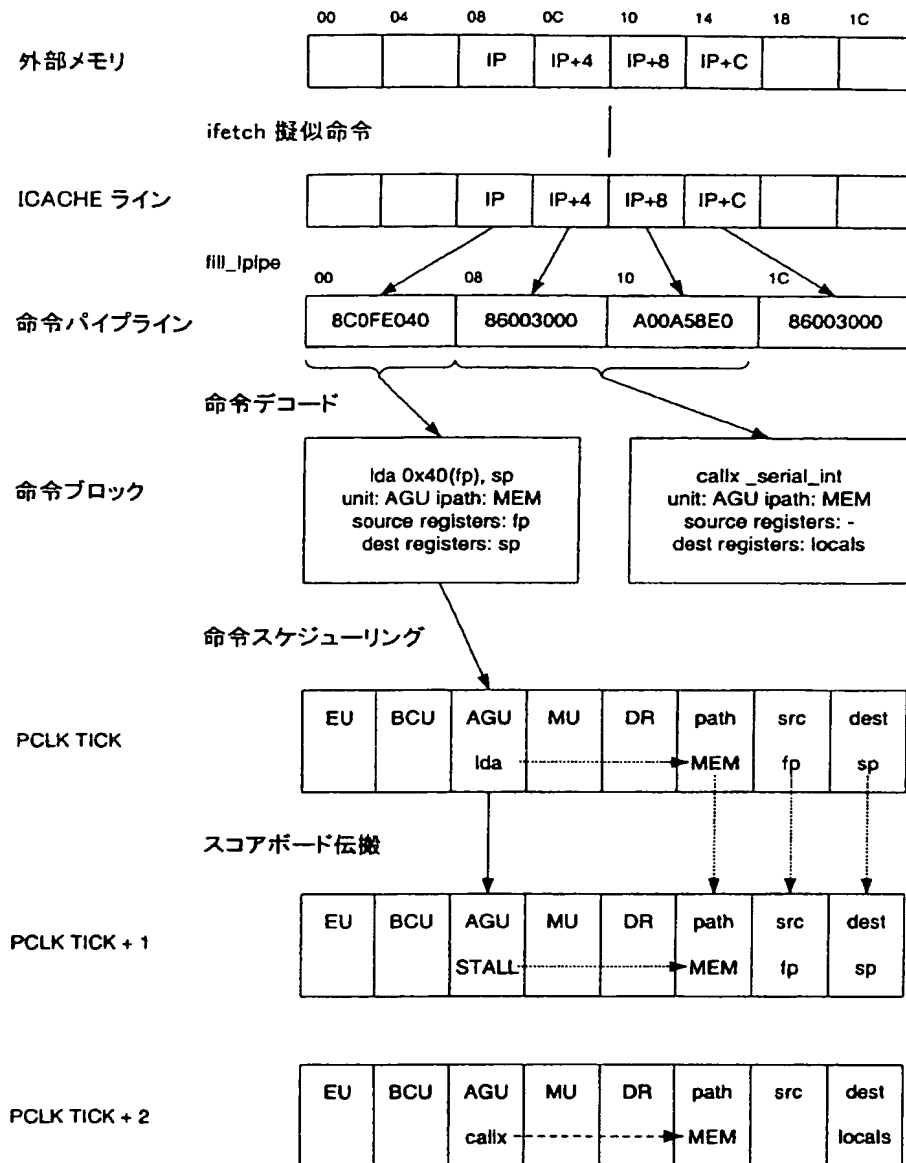 00 04 08 0C 10 14 18 1C
外部メモリ
IP IP+4 IP+8 IP+C
ifetch 擬似命令
ICACHE ライン
IP IP+4 IP+8 IP+C
fill_ipipe
00 08 10 1C
命令パイプライン
8C0FE040 86003000 A00A58E0 86003000
命令デコード
命令ブロック
lda 0x40(fp), sp
unit: AGU ipath: MEM
source registers: fp
dest registers: sp
callx _serial_int
unit: AGU ipath: MEM
source registers: -
dest registers: locals
命令スケジューリング
PCLK TICK
EU BCU AGU MU DR path src dest
lda MEM fp sp
スコアボード伝搬
PCLK TICK + 1
EU BCU AGU MU DR path src dest
STALL MEM fp sp
PCLK TICK + 2
EU BCU AGU MU DR path src dest
callx MEM locals